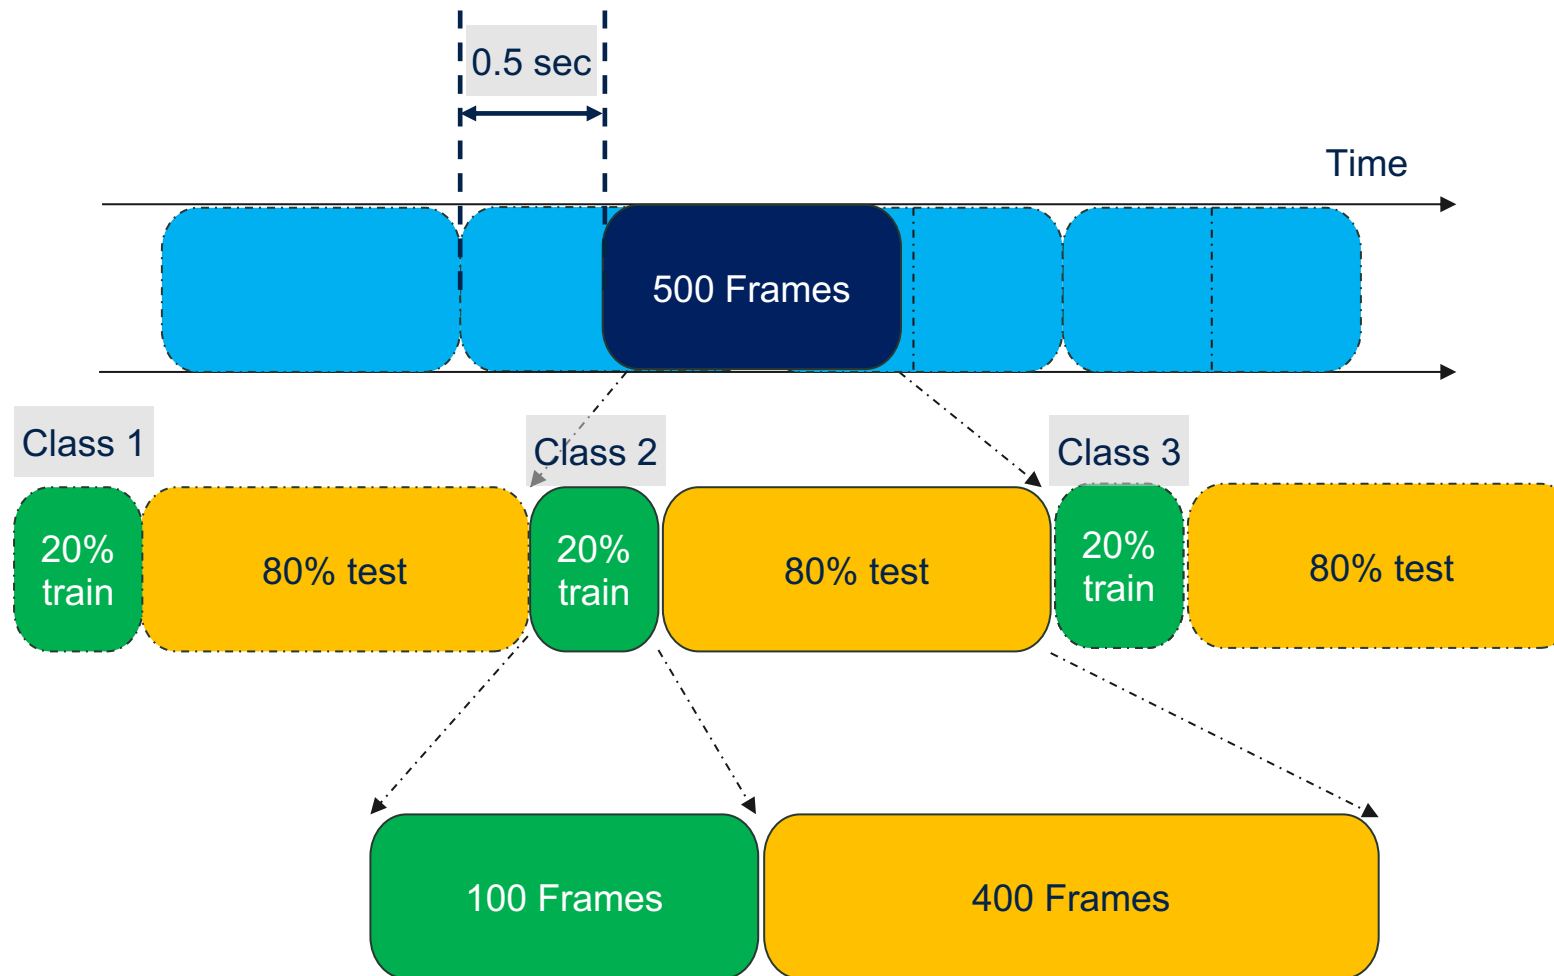 0.5 sec
Time
500 Frames
Class 1
Class 2
Class 3
20%
train
80% test
20%
train
80% test
20%
train
80% test
100 Frames
400 Frames